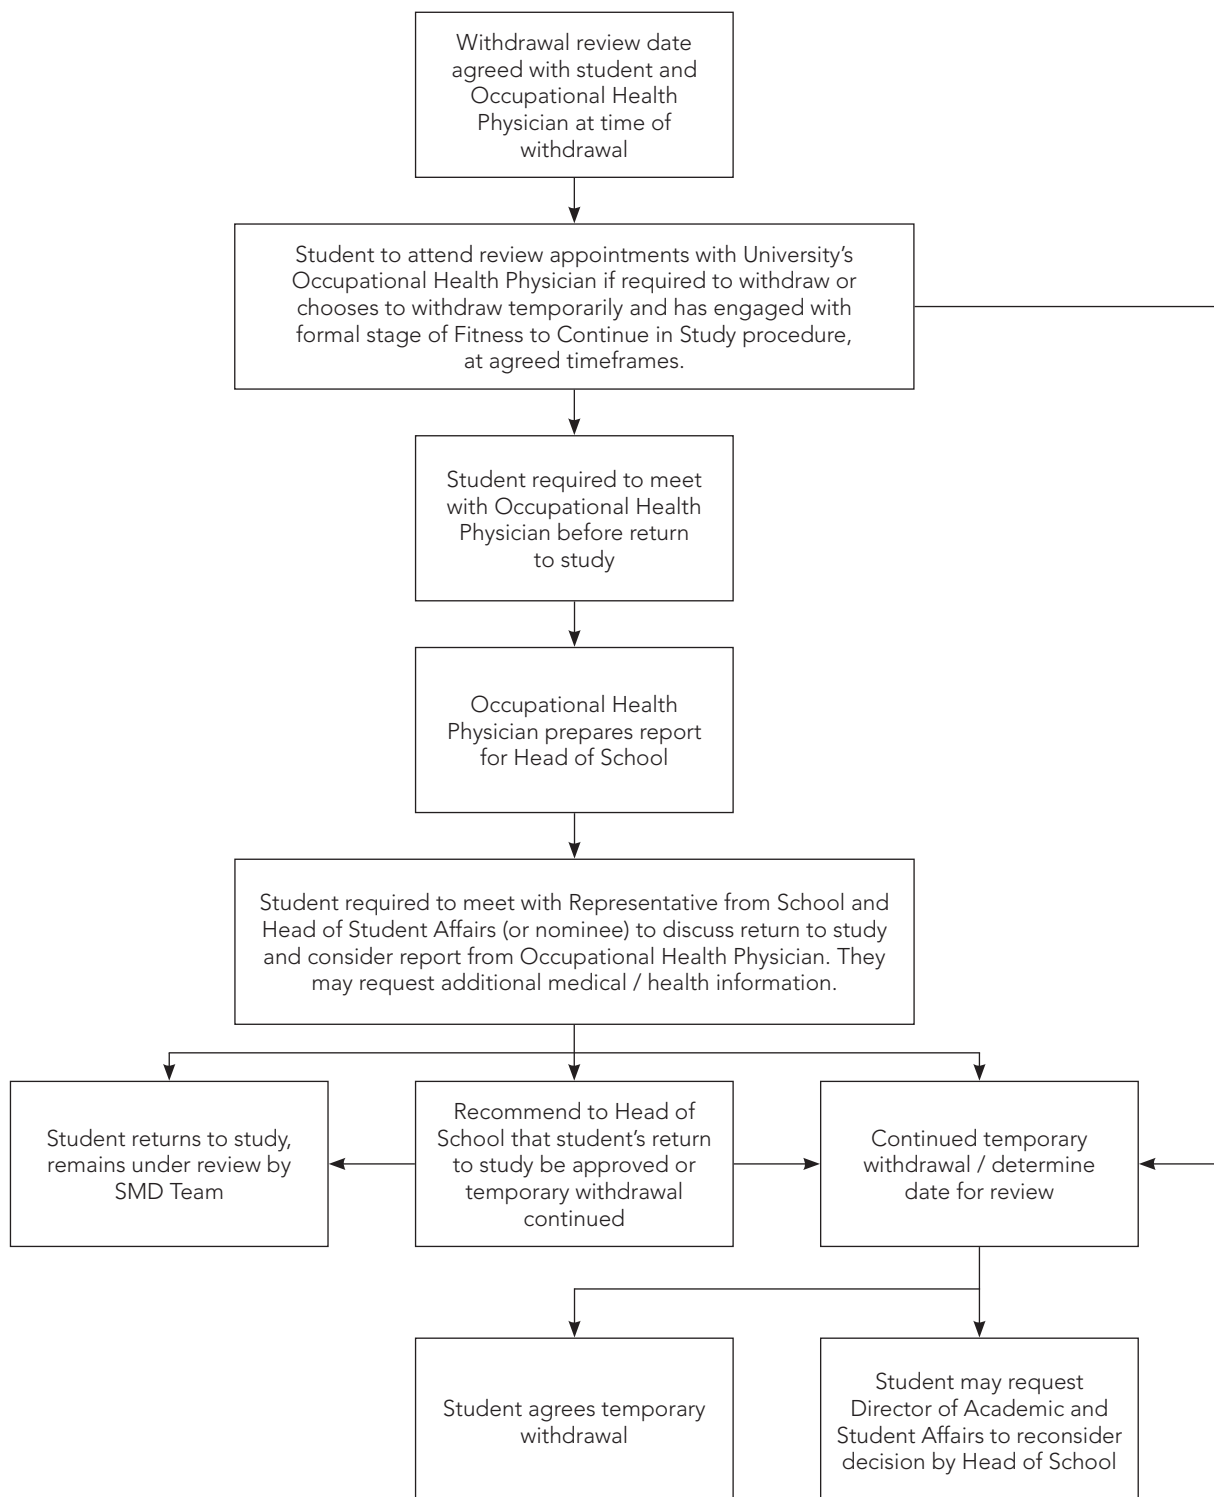 Withdrawal review date
agreed with student and
Occupational Health
Physician at time of
withdrawal
Student to attend review appointments with University’s
Occupational Health Physician if required to withdraw or
chooses to withdraw temporarily and has engaged with
formal stage of Fitness to Continue in Study procedure,
at agreed timeframes.
Student required to meet
with Occupational Health
Physician before return
to study
Occupational Health
Physician prepares report
for Head of School
Student required to meet with Representative from School and
Head of Student Affairs (or nominee) to discuss return to study
and consider report from Occupational Health Physician. They
may request additional medical / health information.
Student returns to study,
remains under review by
SMD Team
Recommend to Head of
School that student’s return
to study be approved or
temporary withdrawal
continued
Continued temporary
withdrawal / determine
date for review
Student agrees temporary
withdrawal
Student may request
Director of Academic and
Student Affairs to reconsider
decision by Head of School